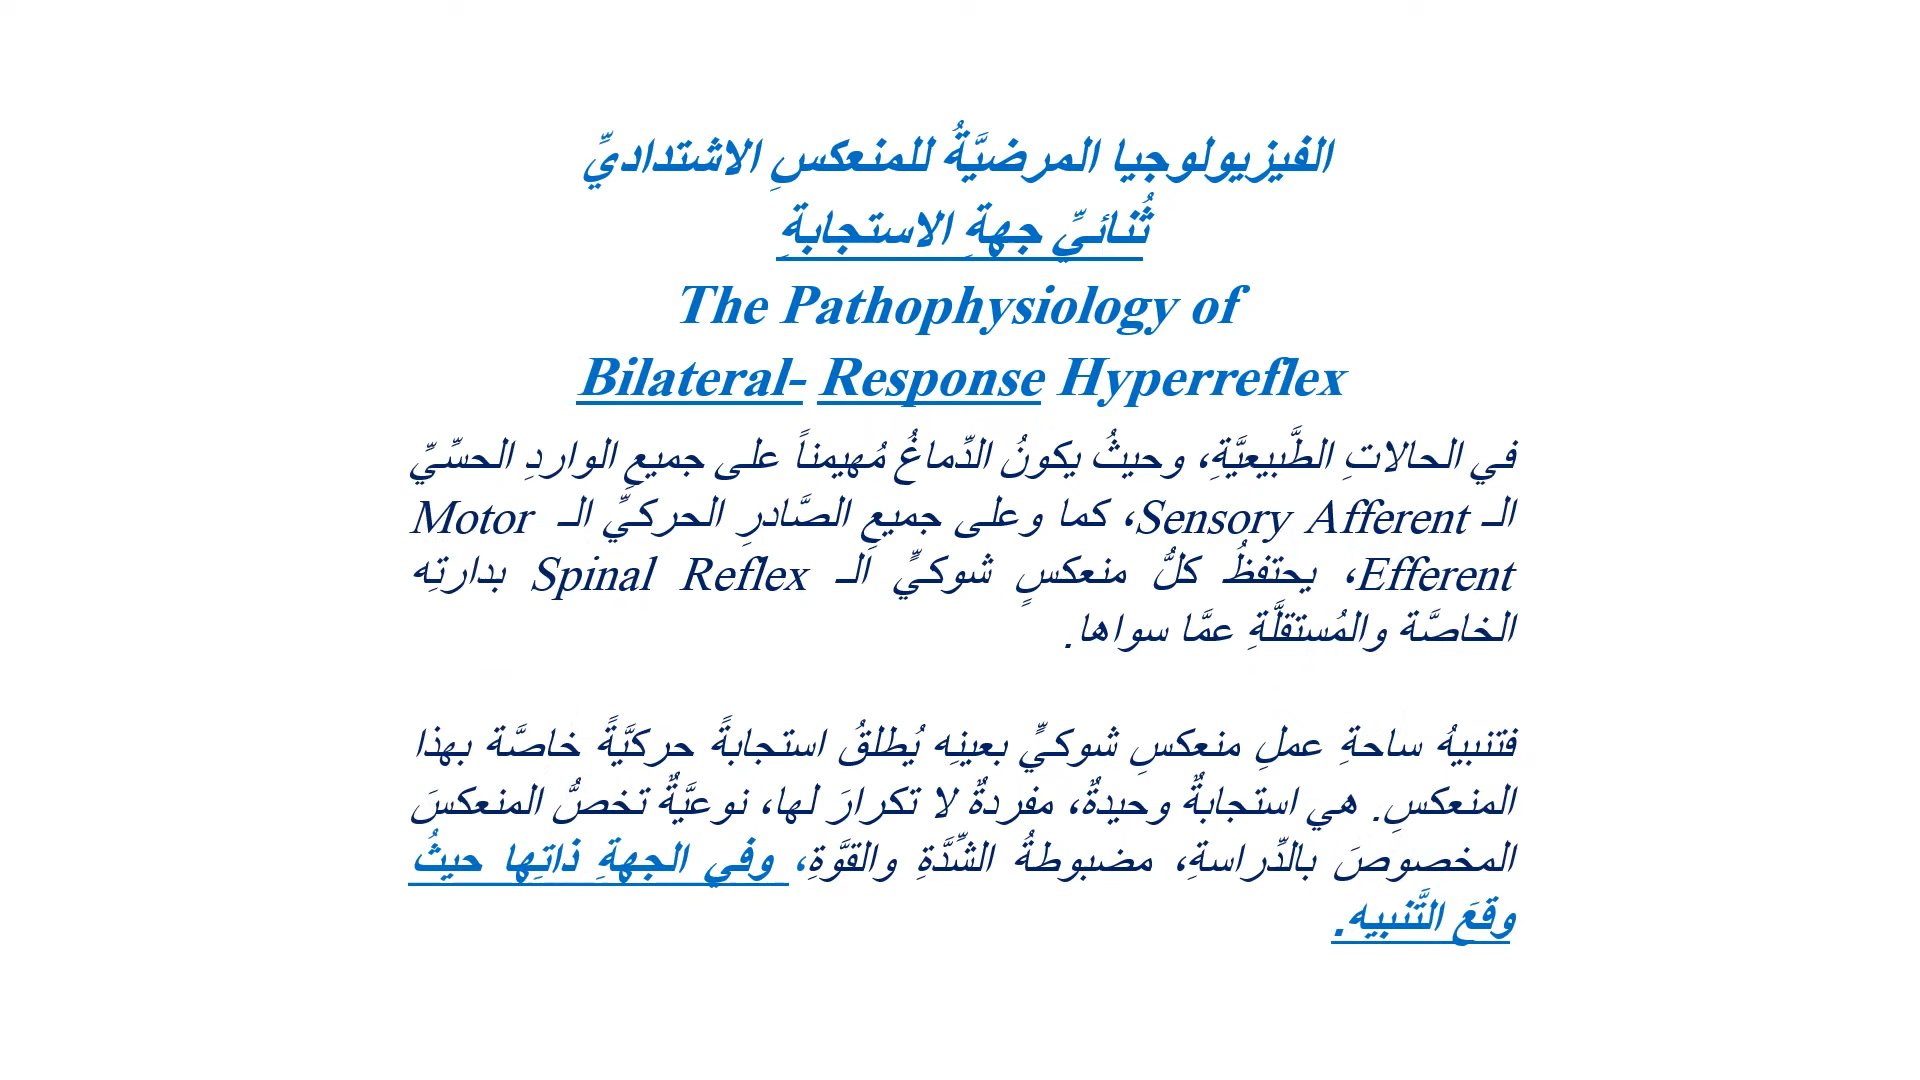 الفيزيولوجيا المرضيَّةُ للمنعكسِ الاشتداديِّ
ثُنائيِّ جهةِ الاستجابةِ
The Pathophysiology of
Bilateral- Response Hyperreflex
في الحالاتِ الطَّبيعيَّةِ، وحيثُ يكونُ الدِّماغُ مُهيمناً على جميعِ الواردِ الحسِّيِّ
الـ Sensory Afferent، كما وعلى جميعِ الصَّادرِ الحركيِّ الـ Motor
Efferent، يحتفظُ كلُّ منعكسٍ شوكيٍّ الـ Spinal Reflex بدارتِه
الخاصَّة والمُستقلَّةِ عمَّا سواها.
فتنبيهُ ساحةِ عملِ منعكسِ شوكيٍّ بعينِه يُطلقُ استجابةً حركيَّةً خاصَّة بهذا
المنعكسِ. هي استجابةٌ وحيدةٌ، مفردةٌ لا تكرارَ لها، نوعيَّةٌ تخصُّ المنعكسَ
المخصوصَ بالدِّراسةِ، مضبوطةُ الشِّدَّةِ والقوَّةِ، وفي الجهةِ ذاتِها حيثُ
وقعَ التَّنبيه.